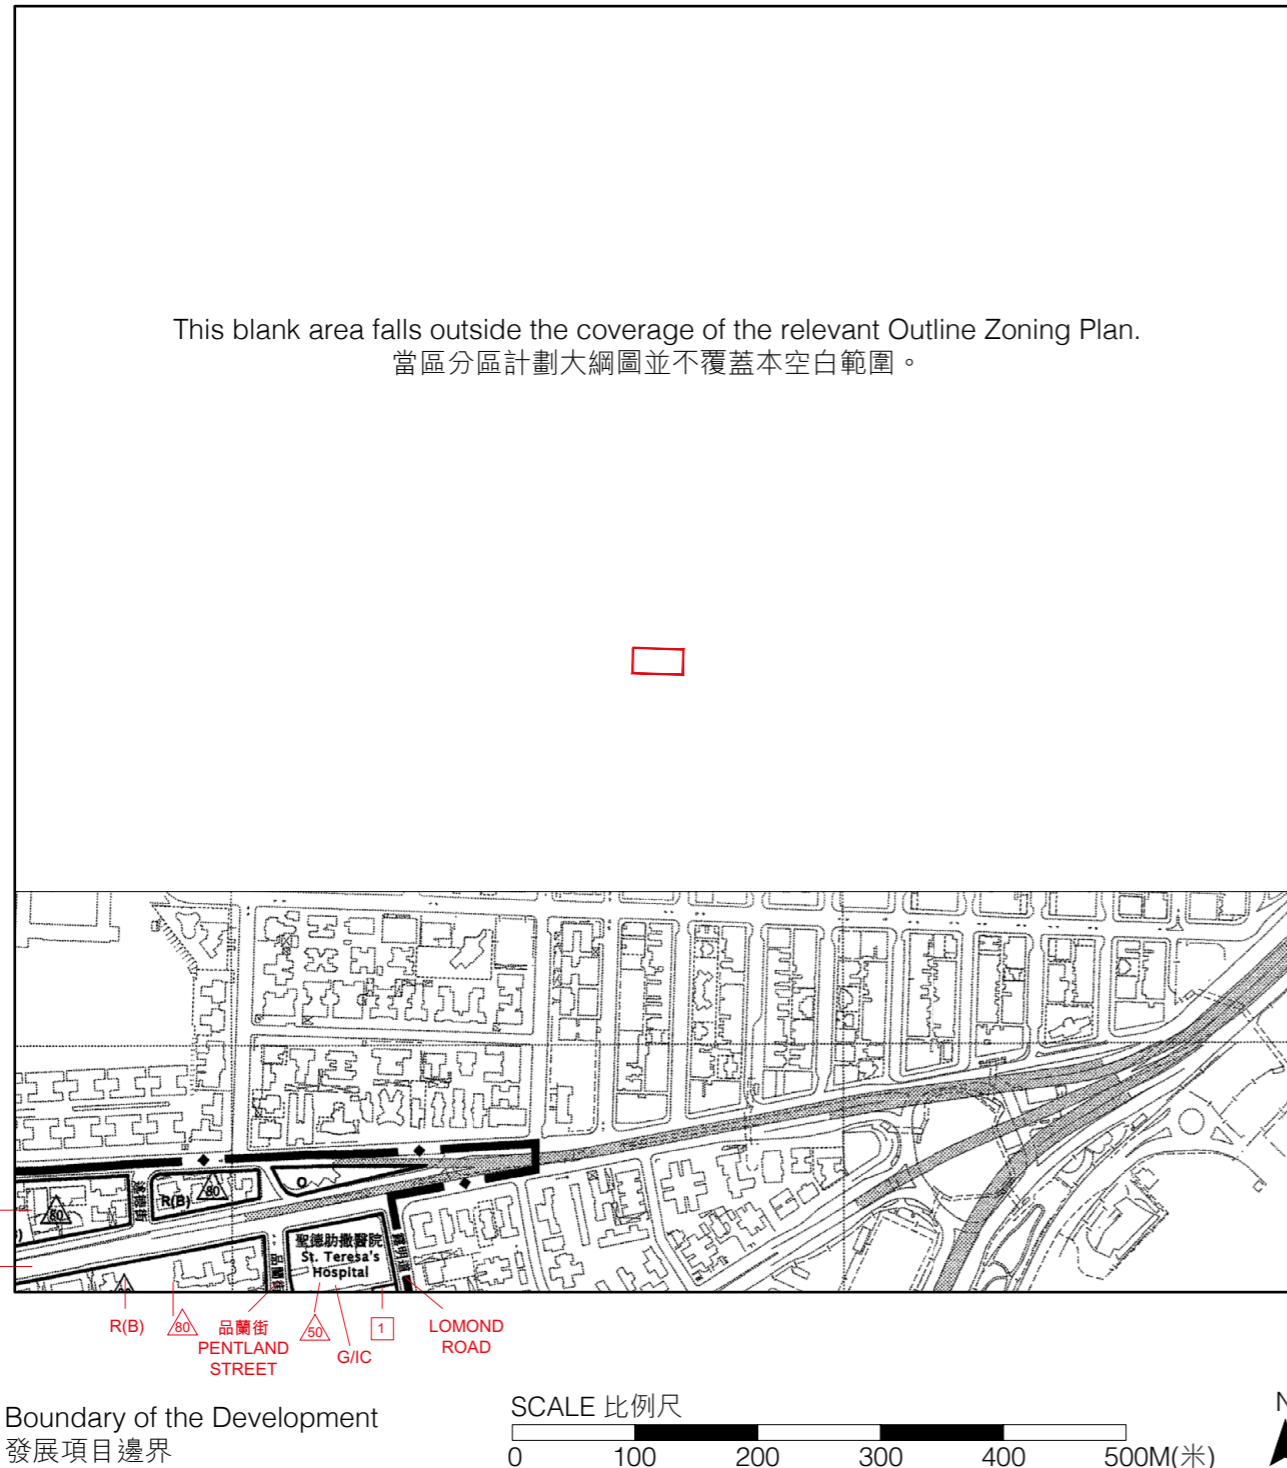 This blank area falls outside the coverage of the relevant Outline Zoning Plan.
當區分區計劃大綱圖並不覆蓋本空白範圍。
80
R(B)
80
O
聖德肋撒醫院
St. Teresa's
Hospital
品蘭街
R(B)
80
品蘭街
PENTLAND
STREET
50
G/IC
1
LOMOND
ROAD
Boundary of the Development
發展項目邊界
SCALE 比例尺
0 100 200 300 400 500M(米)
N